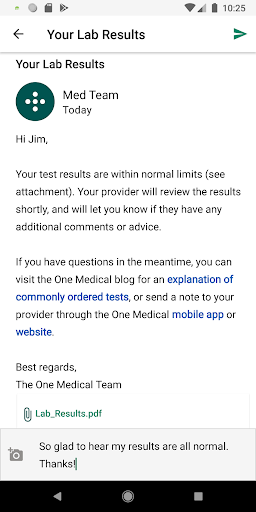 10:25
Your Lab Results
Your Lab Results
Med Team
Today
Hi Jim,
Your test results are within normal limits (see
attachment). Your provider will review the results
shortly, and will let you know if they have any
additional comments or advice.
If you have questions in the meantime, you can
visit the One Medical blog for an explanation of
commonly ordered tests, or send a note to your
provider through the One Medical mobile app or
website.
Best regards,
The One Medical Team
Lab_Results.pdf
So glad to hear my results are all normal.
Thanks!